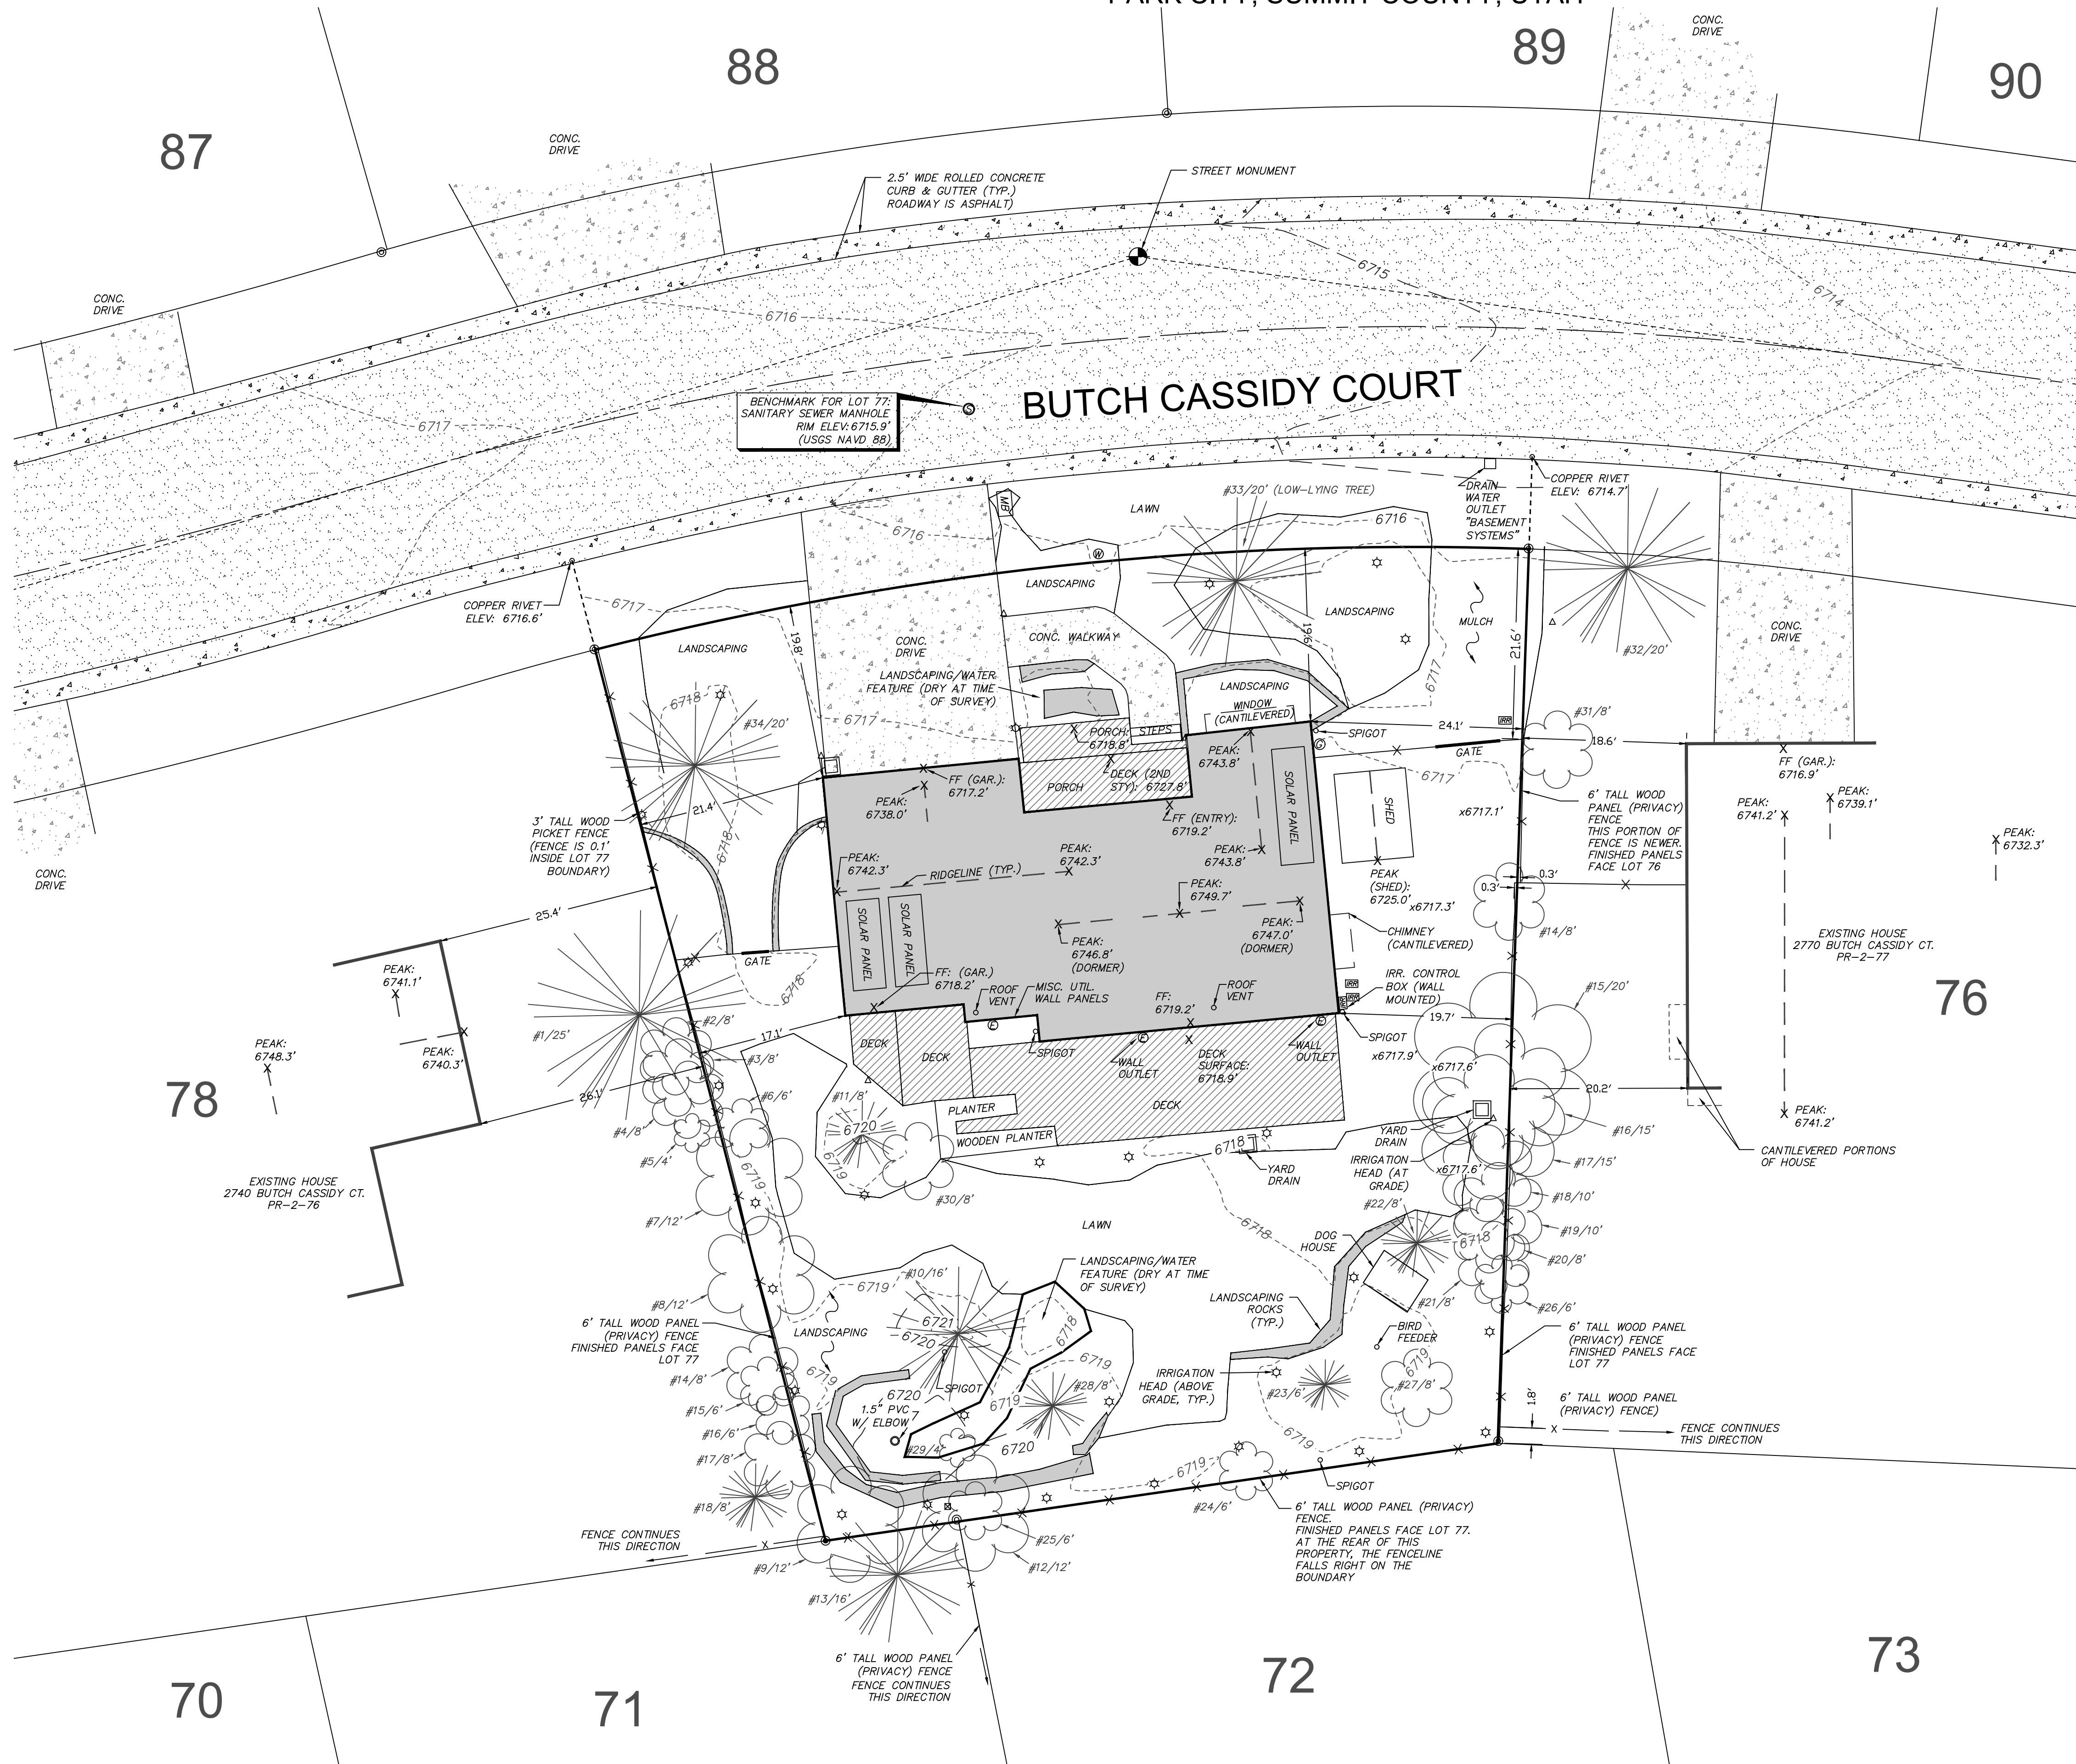 PARK CITY, SUMMIT COUNTY, UTAH
CONC.
DRIVE
88
89
90
87
CONC.
DRIVE
2.5' WIDE ROLLED CONCRETE
CURB & GUTTER (TYP.)
ROADWAY IS ASPHALT)
STREET MONUMENT
6715
6714
CONC.
DRIVE
6716
BENCHMARK FOR LOT 77:
SANITARY SEWER MANHOLE
RIM ELEV: 6715.9'
(USGS NAVD 88)
S
BUTCH CASSIDY COURT
6717
#33/20' (LOW-LYING TREE)
DRAIN
WATER
OUTLET
"BASEMENT
SYSTEMS"
COPPER RIVET
ELEV: 6714.7'
MB
LAWN
6716
6716
W
COPPER RIVET
ELEV: 6716.6'
6717
LANDSCAPING
LANDSCAPING
MULCH
CONC.
DRIVE
#32/20'
LANDSCAPING
19.8'
CONC.
DRIVE
CONC. WALKWAY
19.6'
21.6'
LANDSCAPING/WATER
FEATURE (DRY AT TIME
OF SURVEY)
LANDSCAPING
WINDOW
(CANTILEVERED)
6717
6718
#34/20'
6717
PORCH:
6718.8'
STEPS
24.1'
IRR
#31/8'
SPIGOT
G
GATE
18.6'
FF (GAR.):
6716.9'
PEAK:
6743.8'
DECK (2ND
STY): 6727.8'
PORCH
FF (GAR.):
6717.2'
PEAK:
6738.0'
SOLAR PANEL
SHED
6717
21.4'
3' TALL WOOD
PICKET FENCE
(FENCE IS 0.1'
INSIDE LOT 77
BOUNDARY)
FF (ENTRY):
6719.2'
x6717.1'
6' TALL WOOD
PANEL (PRIVACY)
FENCE
THIS PORTION OF
FENCE IS NEWER.
FINISHED PANELS
FACE LOT 76
PEAK:
6741.2'
PEAK:
6739.1'
PEAK:
6732.3'
CONC.
DRIVE
6718
PEAK:
6742.3'
RIDGELINE (TYP.)
PEAK:
6742.3'
PEAK:
6743.8'
PEAK
(SHED):
6725.0'
0.3'
0.3'
x6717.3'
25.4'
SOLAR PANEL
SOLAR PANEL
PEAK:
6749.7'
PEAK:
6747.0'
(DORMER)
PEAK:
6746.8'
(DORMER)
CHIMNEY
(CANTILEVERED)
#14/8'
EXISTING HOUSE
2770 BUTCH CASSIDY CT.
PR-2-77
76
GATE
PEAK:
6741.1'
6718
FF: (GAR.)
6718.2'
ROOF
VENT
MISC. UTIL.
WALL PANELS
FF:
6719.2'
ROOF
VENT
IRR
IRR
IRR
IRR. CONTROL
BOX (WALL
MOUNTED)
#15/20'
#1/25'
#2/8'
17.1'
#3/8'
E
E
E
19.7'
SPIGOT
PEAK:
6748.3'
PEAK:
6740.3'
DECK
DECK
SPIGOT
WALL
OUTLET
DECK
SURFACE:
6718.9'
WALL
OUTLET
x6717.9'
x6717.6'
78
26.1'
#6/6'
#4/8'
#5/4'
#11/8'
6720
PLANTER
WOODEN PLANTER
DECK
20.2'
PEAK:
6741.2'
#16/15'
YARD
DRAIN
6718
YARD
DRAIN
IRRIGATION
HEAD (AT
GRADE)
x6717.6'
#17/15'
CANTILEVERED PORTIONS
OF HOUSE
EXISTING HOUSE
2740 BUTCH CASSIDY CT.
PR-2-76
6719
6719
#7/12'
#30/8'
#22/8'
#18/10'
LAWN
6718
DOG
HOUSE
6718
#19/10'
#20/8'
LANDSCAPING/WATER
FEATURE (DRY AT TIME
OF SURVEY)
#10/16'
6719
#8/12'
LANDSCAPING
ROCKS
(TYP.)
#21/8'
#26/6'
6' TALL WOOD PANEL
(PRIVACY) FENCE
FINISHED PANELS FACE
LOT 77
LANDSCAPING
6721
6720
6718
BIRD
FEEDER
6' TALL WOOD PANEL
(PRIVACY) FENCE
FINISHED PANELS FACE
LOT 77
#14/8'
6719
6719
#28/8'
IRRIGATION
HEAD (ABOVE
GRADE, TYP.)
#23/6'
6719
#27/8'
SPIGOT
6720
1.5" PVC
W/ ELBOW
6719
1.8'
6' TALL WOOD PANEL
(PRIVACY) FENCE)
FENCE CONTINUES
THIS DIRECTION
#15/6'
#16/6'
#17/8'
#29/4'
6720
6719
6719
SPIGOT
#18/8'
#24/6'
6' TALL WOOD PANEL (PRIVACY)
FENCE.
FINISHED PANELS FACE LOT 77.
AT THE REAR OF THIS
PROPERTY, THE FENCELINE
FALLS RIGHT ON THE
BOUNDARY
FENCE CONTINUES
THIS DIRECTION
#9/12'
#25/6'
#12/12'
#13/16'
6' TALL WOOD PANEL
(PRIVACY) FENCE
FENCE CONTINUES
THIS DIRECTION
70
71
72
73